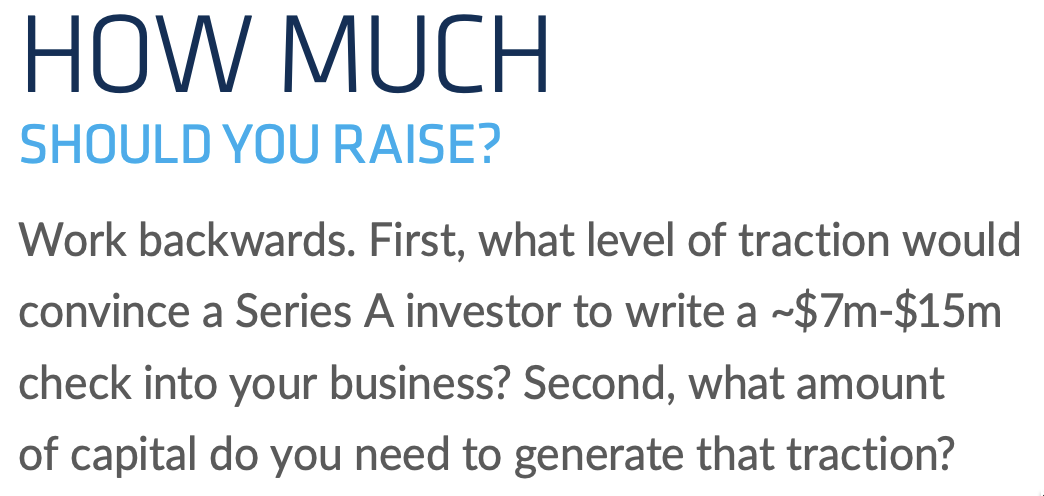 HOW MUCH
SHOULD YOU RAISE?
Work backwards. First, what level of traction would
convince a Series A investor to write a ~$7m-$15m
check into your business? Second, what amount
of capital do you need to generate that traction?